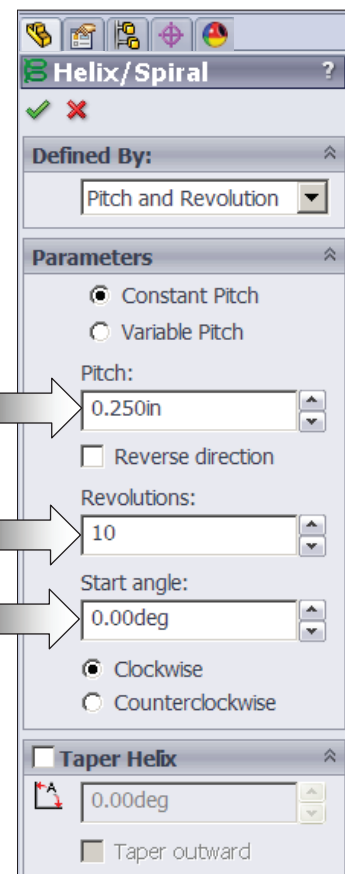 Helix/Spiral ?
Defined By:
Pitch and Revolution
Parameters
Constant Pitch
Variable Pitch
Pitch:
0.250in
Reverse direction
Revolutions:
10
Start angle:
0.00deg
Clockwise
Counterclockwise
Taper Helix
A
0.00deg
Taper outward